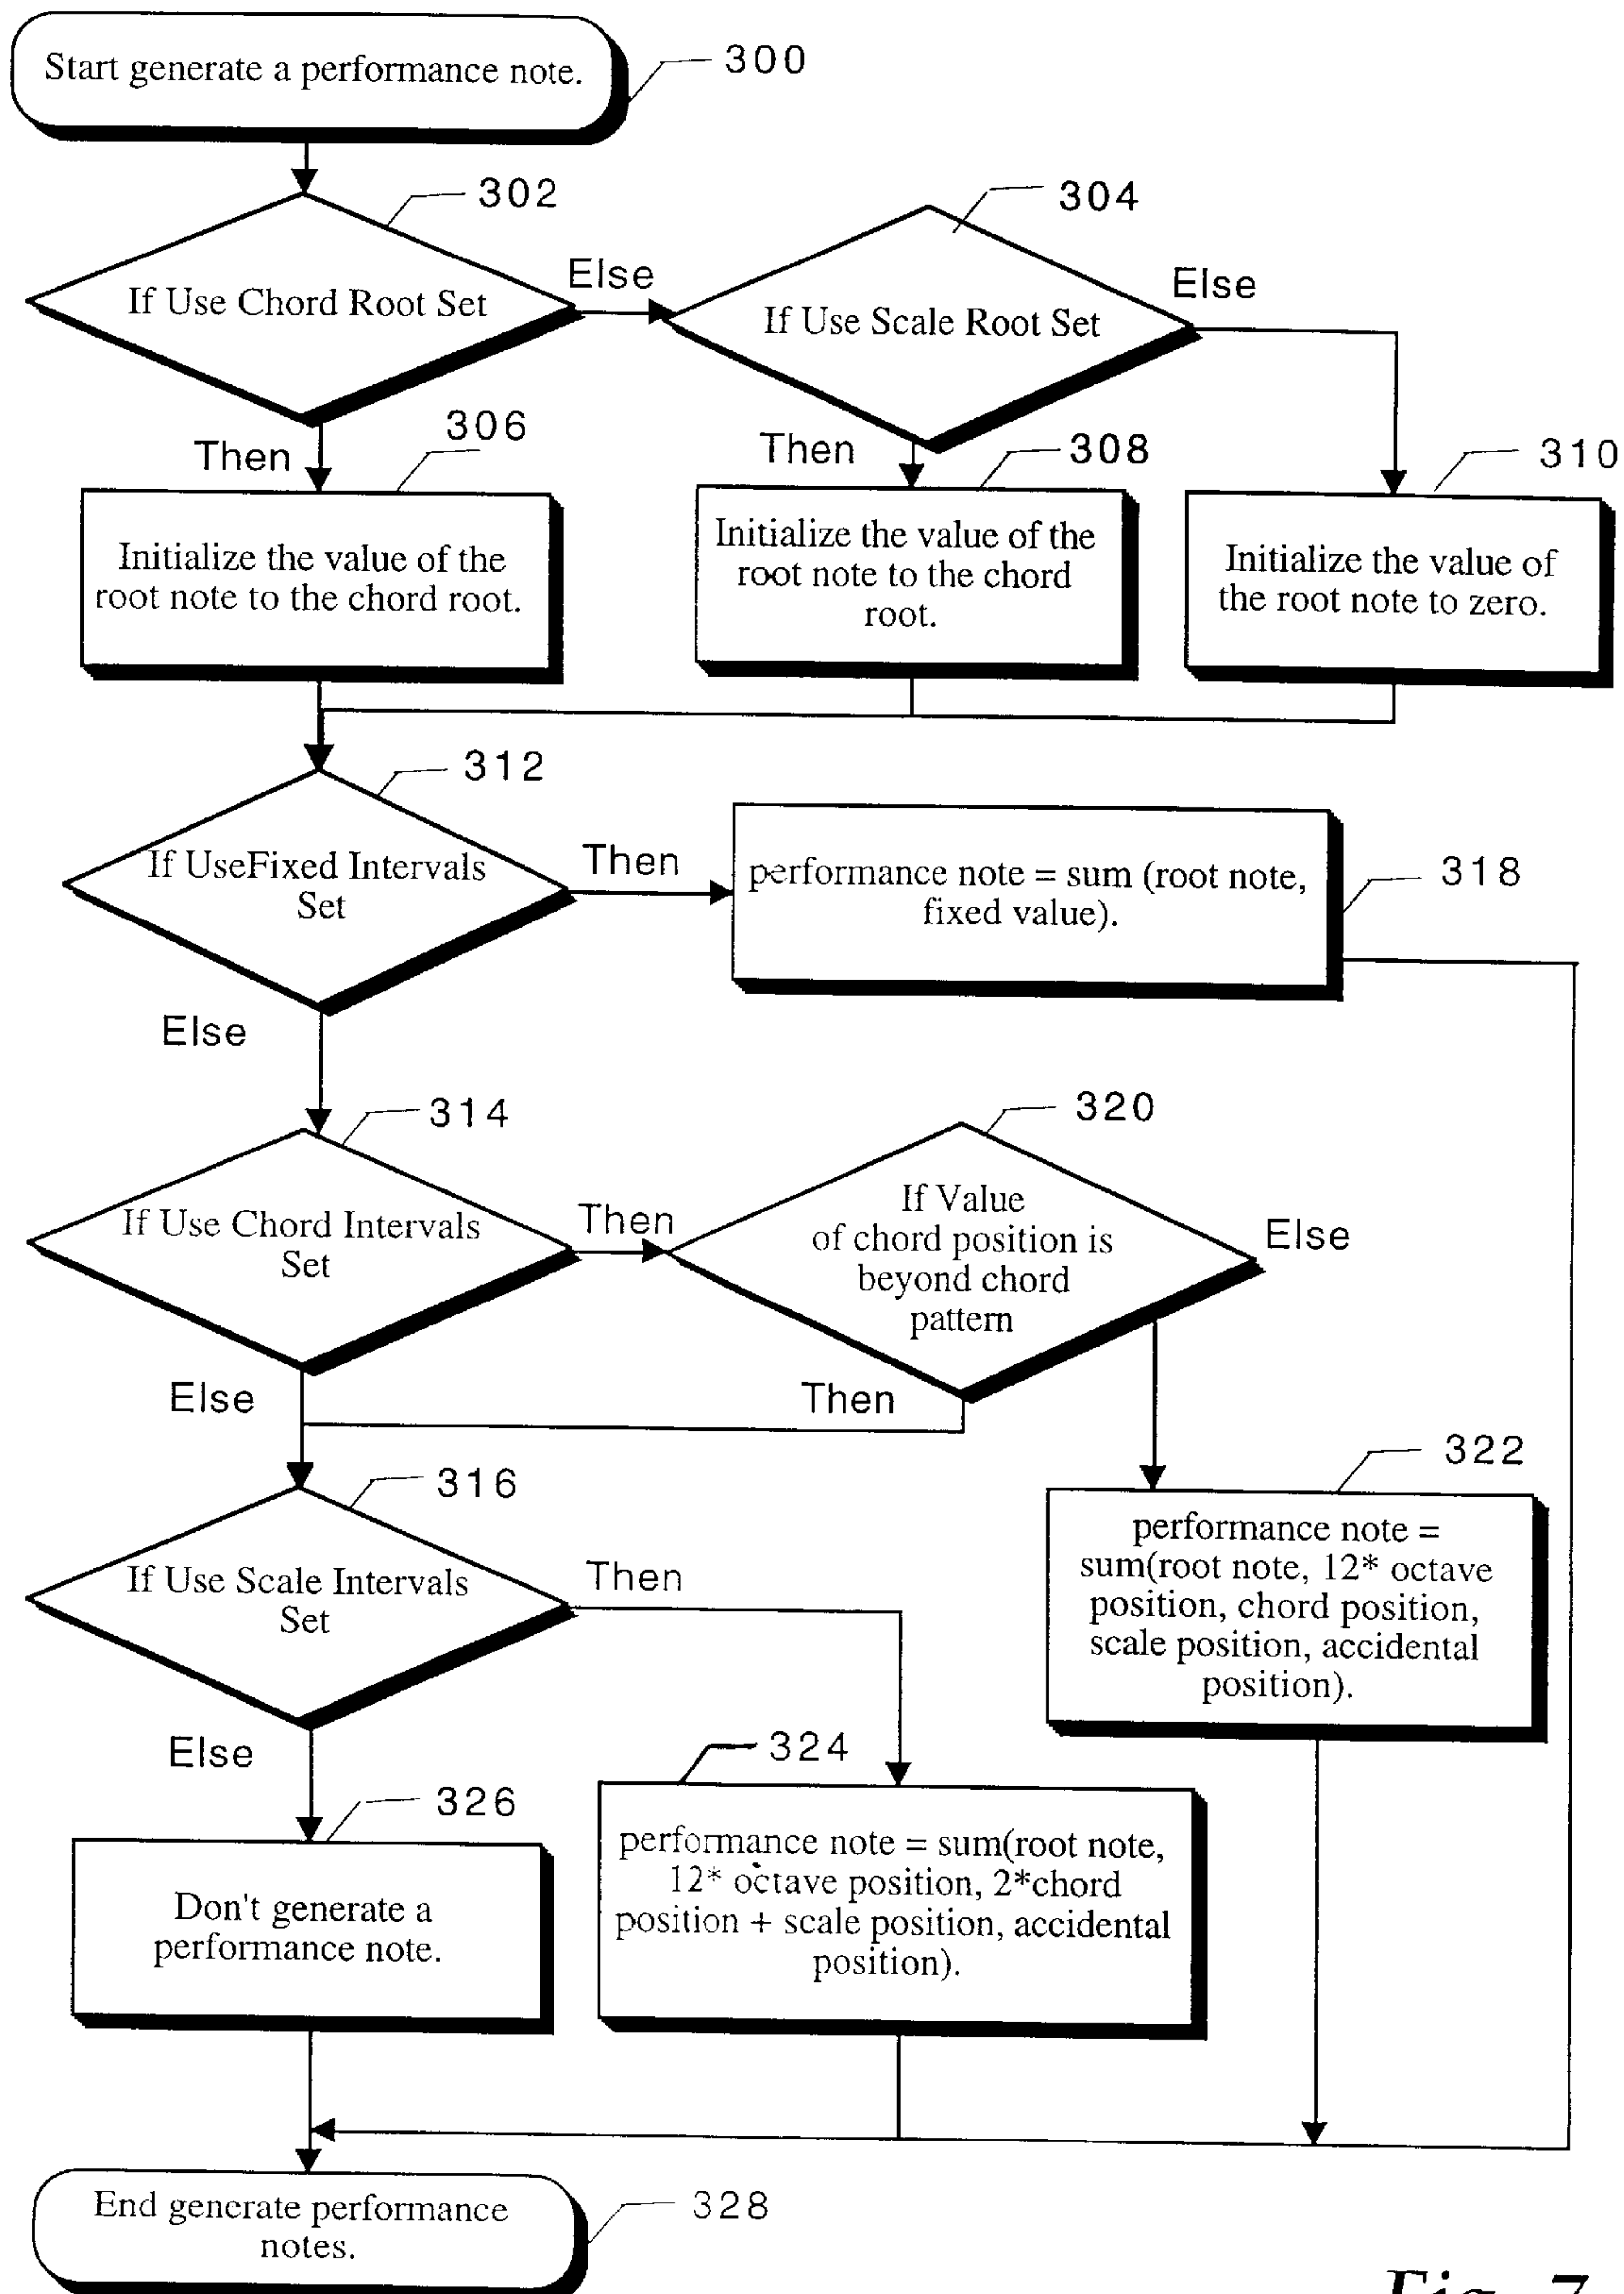 Start generate a performance note.
300
302
304
If Use Chord Root Set
Else
If Use Scale Root Set
Else
Then
306
Then
308
310
Initialize the value of the
root note to the chord root.
Initialize the value of the
root note to the chord
root.
Initialize the value of
the root note to zero.
312
If UseFixed Intervals
Set
Then
performance note = sum (root note,
fixed value).
318
Else
314
320
If Use Chord Intervals
Set
Then
If Value
of chord position is
beyond chord
pattern
Else
Else
Then
316
322
If Use Scale Intervals
Set
Then
performance note =
sum(root note, 12* octave
position, chord position,
scale position, accidental
position).
Else
324
326
performance note = sum(root note,
12* octave position, 2*chord
position + scale position, accidental
position).
Don't generate a
performance note.
End generate performance
notes.
328
Fig. 7